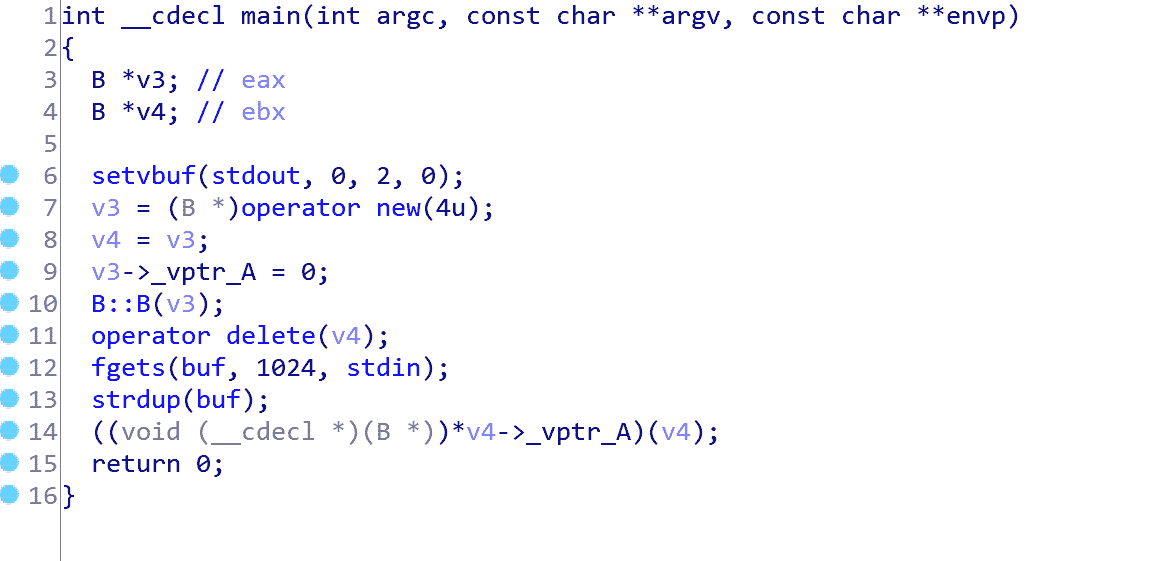 1 int __cdecl main(int argc, const char **argv, const char **envp)
2 {
3   B *v3; // eax
4   B *v4; // ebx
5
6   setvbuf(stdout, 0, 2, 0);
7   v3 = (B *)operator new(4u);
8   v4 = v3;
9   v3->_vptr_A = 0;
10   B::B(v3);
11   operator delete(v4);
12   fgets(buf, 1024, stdin);
13   strdup(buf);
14   ((void (__cdecl *)(B *))*v4->_vptr_A)(v4);
15   return 0;
16 }